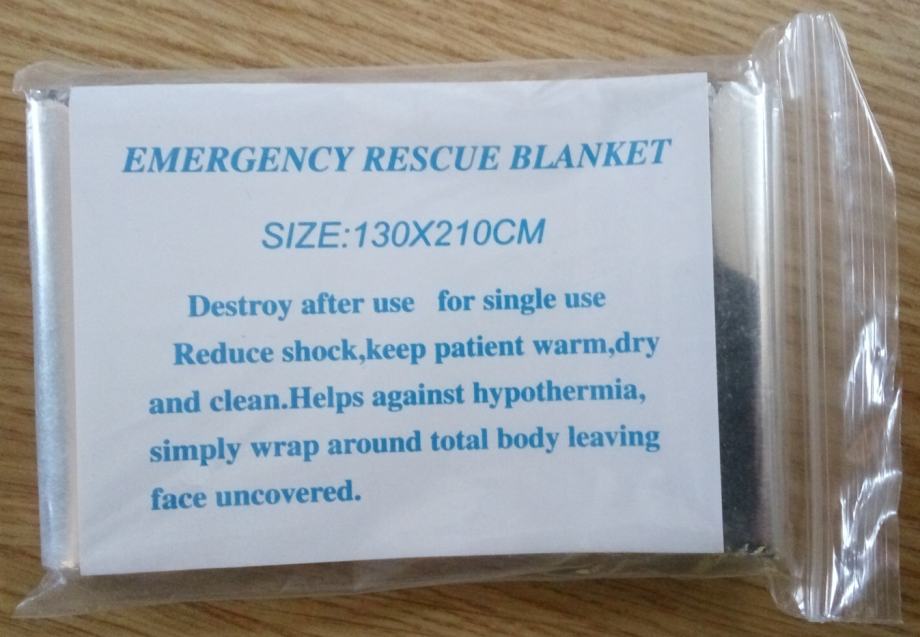 EMERGENCY RESCUE BLANKET
SIZE:130X210CM
Destroy after use for single use
Reduce shock,keep patient warm,dry
and clean.Helps against hypothermia,
simply wrap around total body leaving
face uncovered.